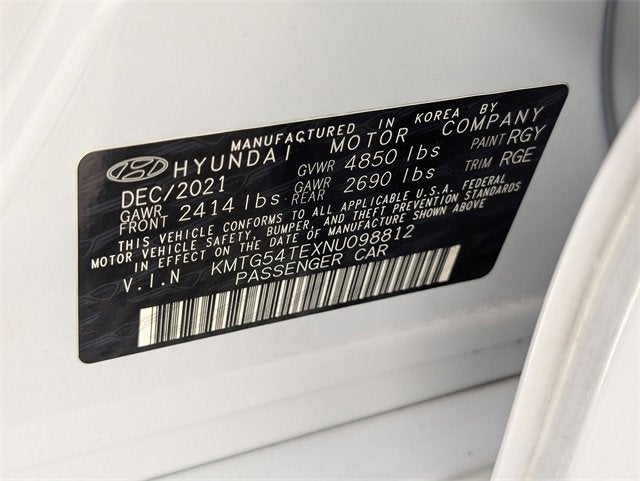 MANUFACTURED IN KOREA BY
HYUNDAI MOTOR COMPANY
DEC/2021 GVWR 4850 lbs PAINT RGY
GAWR FRONT 2414 lbs GAWR REAR 2690 lbs TRIM RGE
THIS VEHICLE CONFORMS TO ALL APPLICABLE U.S.A. FEDERAL
MOTOR VEHICLE SAFETY, BUMPER, AND THEFT PREVENTION STANDARDS
IN EFFECT ON THE DATE OF MANUFACTURE SHOWN ABOVE
V.I.N KMTG54TEXNU098812
PASSENGER CAR